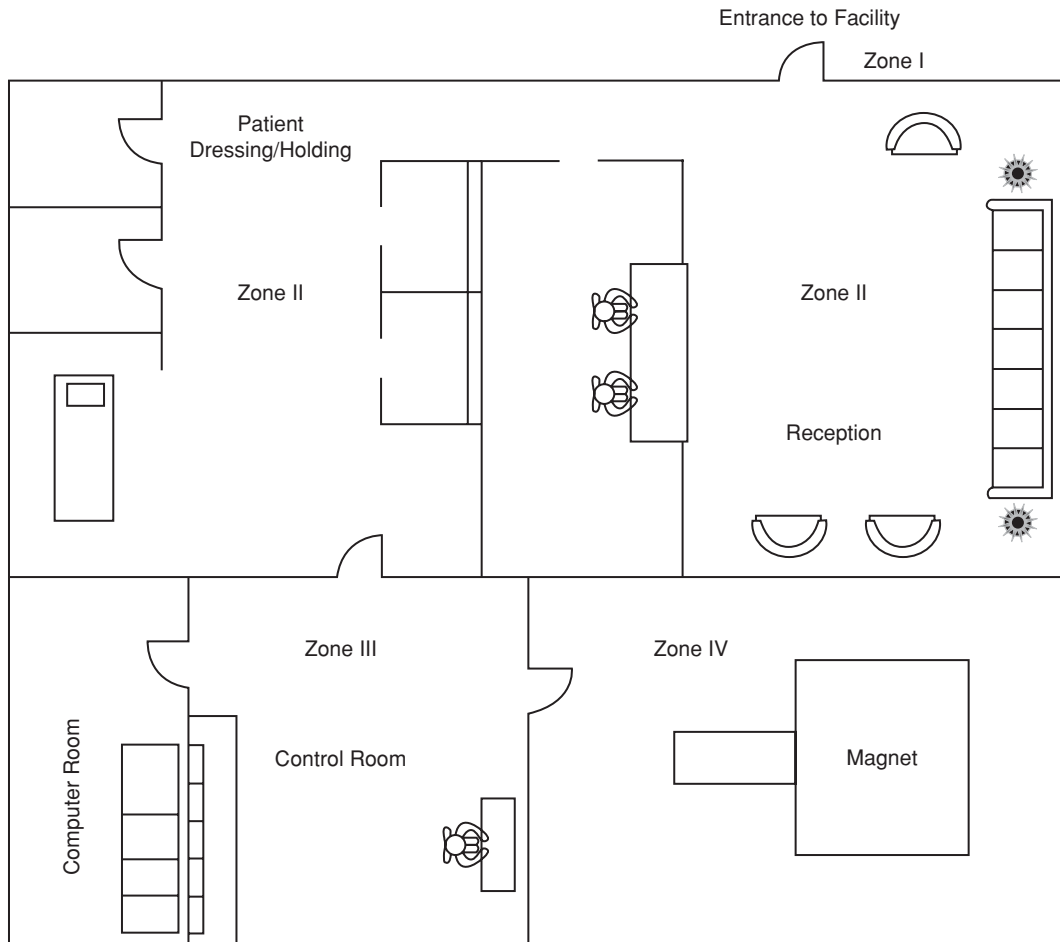 Entrance to Facility
Zone I
Patient
Dressing/Holding
Zone II
Zone II
Reception
Zone III
Zone IV
Computer Room
Control Room
Magnet